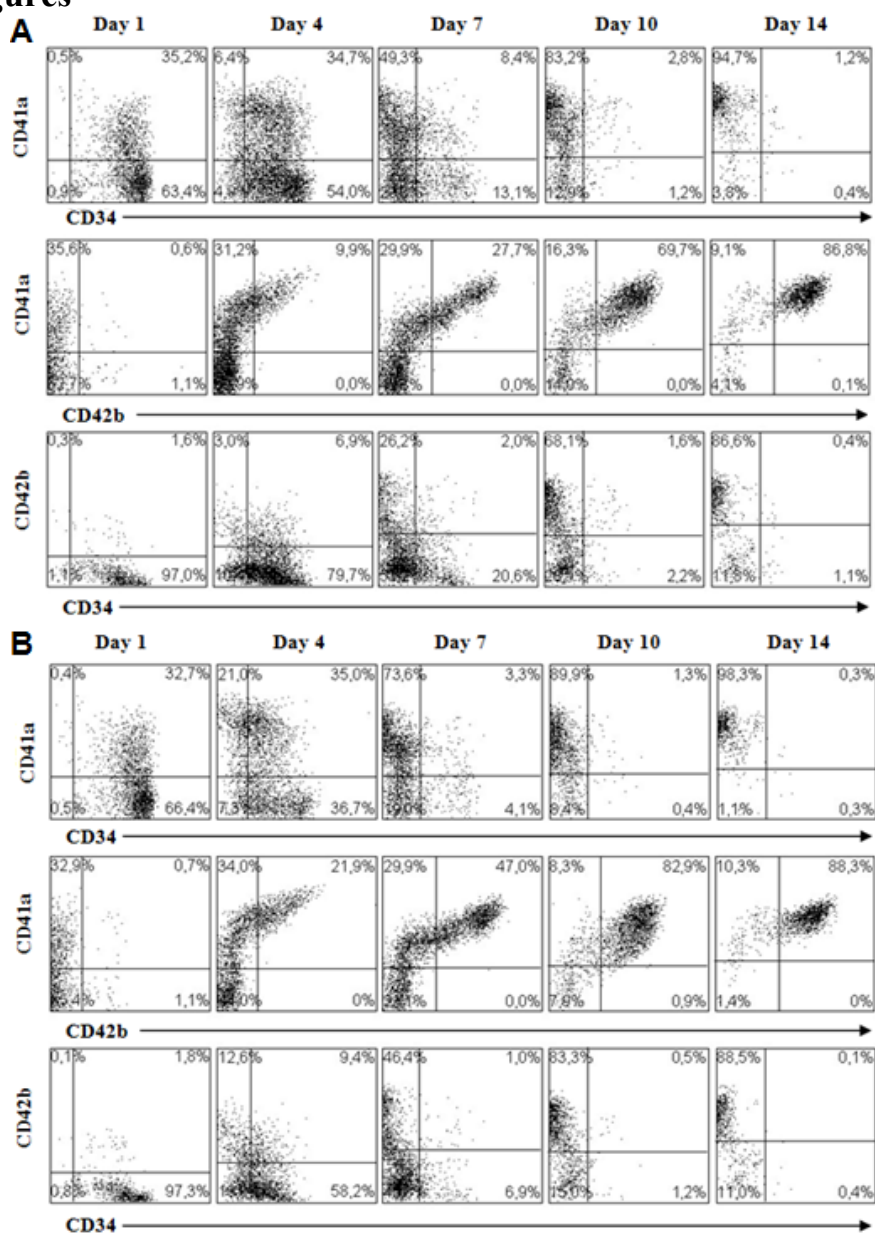 gures
A Day 1 Day 4 Day 7 Day 10 Day 14
CD41a
0,5% 35,2% 6,4% 34,7% 49,3% 8,4% 83,2% 2,8% 94,7% 1,2%
0,9% 63,4% 54,0% 13,1% 12,9% 1,2% 3,8% 0,4%
CD34
CD41a
35,6% 0,6% 31,2% 9,9% 29,9% 27,7% 16,3% 69,7% 9,1% 86,8%
1,1% 0,0% 0,0% 14,0% 0,0% 4,1% 0,1%
CD42b
CD42b
0,3% 1,6% 3,0% 6,9% 26,2% 2,0% 68,1% 1,6% 86,6% 0,4%
1,1% 97,0% 79,7% 20,6% 2,2% 11,8% 1,1%
CD34
B Day 1 Day 4 Day 7 Day 10 Day 14
CD41a
0,4% 32,7% 21,0% 35,0% 73,6% 3,3% 89,9% 1,3% 98,3% 0,3%
0,5% 66,4% 7,3% 36,7% 19,0% 4,1% 8,4% 0,4% 1,1% 0,3%
CD34
CD41a
32,9% 0,7% 34,0% 21,9% 29,9% 47,0% 8,3% 82,9% 10,3% 88,3%
1,1% 0% 0,0% 7,9% 0,9% 1,4% 0%
CD42b
CD42b
0,1% 1,8% 12,6% 9,4% 46,4% 1,0% 83,3% 0,5% 88,5% 0,1%
0,8% 97,3% 58,2% 6,9% 15,0% 1,2% 11,0% 0,4%
CD34